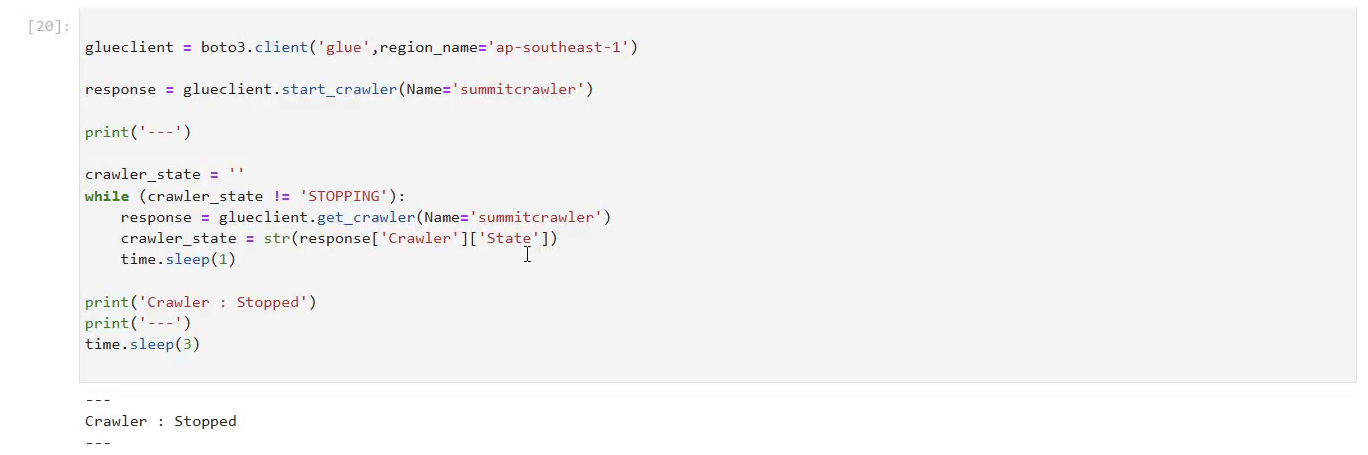 [20]:
glueclient = boto3.client('glue',region_name='ap-southeast-1')
response = glueclient.start_crawler(Name='summitcrawler')
print('---')
crawler_state = ''
while (crawler_state != 'STOPPING'):
    response = glueclient.get_crawler(Name='summitcrawler')
    crawler_state = str(response['Crawler']['State'])
    time.sleep(1)
print('Crawler : Stopped')
print('---')
time.sleep(3)
---
Crawler : Stopped
---